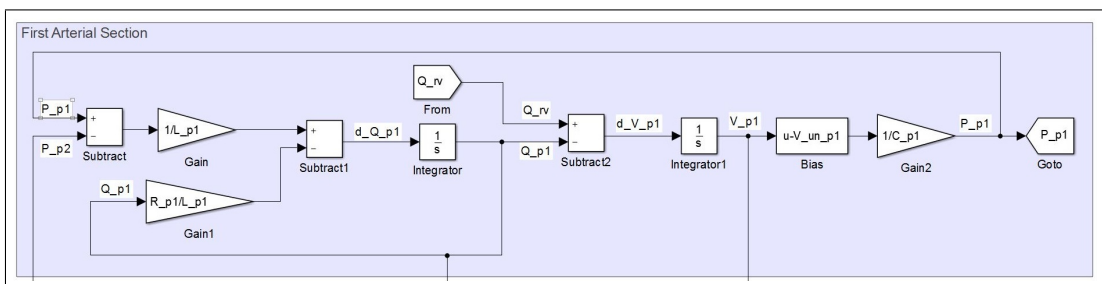 First Arterial Section
P_p1
+
−
P_p2
Subtract
1/L_p1
Gain
Q_p1
R_p1/L_p1
Gain1
+
−
Subtract1
d_Q_p1
1
s
Integrator
Q_rv
From
Q_rv
Q_p1
+
−
Subtract2
d_V_p1
1
s
Integrator1
V_p1
u-V_un_p1
Bias
1/C_p1
Gain2
P_p1
P_p1
Goto